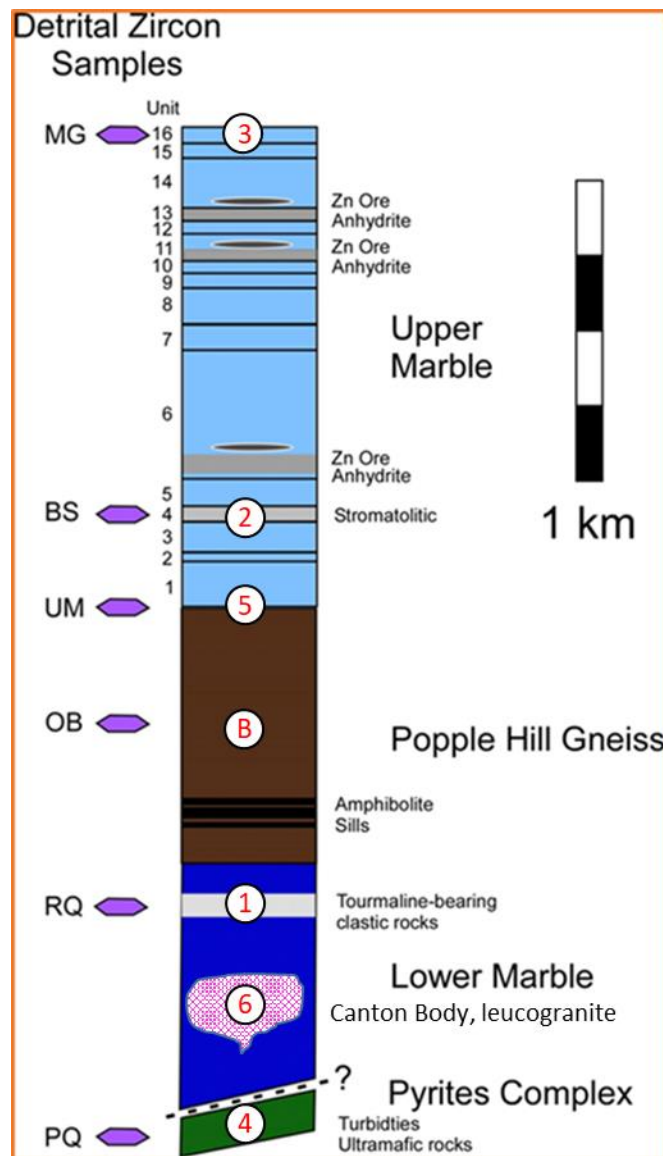 Detrital Zircon
Samples
Unit
MG
16
3
15
14
Zn Ore
13
Anhydrite
12
11
Zn Ore
10
Anhydrite
9
8
Upper
Marble
7
6
Zn Ore
Anhydrite
5
BS
4
2
Stromatolitic
1 km
3
2
1
UM
5
OB
B
Popple Hill Gneiss
Amphibolite
Sills
RQ
1
Tourmaline-bearing
clastic rocks
Lower Marble
6
Canton Body, leucogranite
?
Pyrites Complex
PQ
4
Turbidties
Ultramafic rocks